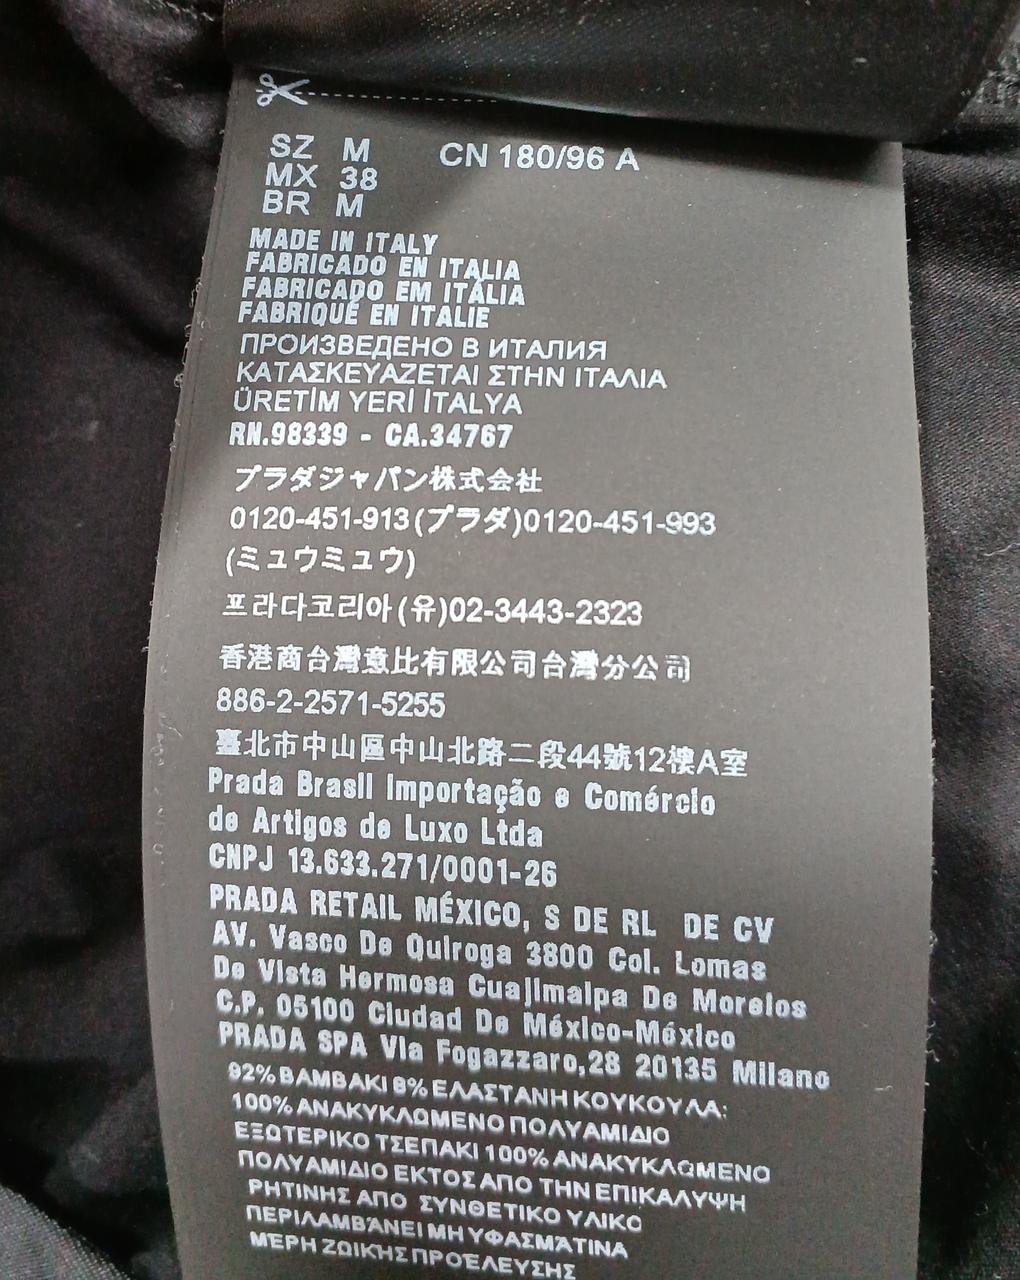 SZ M CN 180/96 A
MX 38
BR M
MADE IN ITALY
FABRICADO EN ITALIA
FABRICADO EM ITÁLIA
FABRIQUÉ EN ITALIE
ПРОИЗВЕДЕНО В ИТАЛИЯ
ΚΑΤΑΣΚΕΥΑΖΕΤΑΙ ΣΤΗΝ ΙΤΑΛΙΑ
ÜRETİM YERİ İTALYA
RN.98339 - CA.34767
プラダジャパン株式会社
0120-451-913(プラダ)0120-451-993
(ミュウミュウ)
프라다코리아(유)02-3443-2323
香港商台灣意比有限公司台灣分公司
886-2-2571-5255
臺北市中山區中山北路二段44號12樓A室
Prada Brasil Importação e Comércio
de Artigos de Luxo Ltda
CNPJ 13.633.271/0001-26
PRADA RETAIL MÉXICO, S DE RL DE CV
AV. Vasco De Quiroga 3800 Col. Lomas
De Vista Hermosa Cuajimalpa De Morelos
C.P. 05100 Ciudad De México-México
PRADA SPA Via Fogazzaro,28 20135 Milano
92% ΒΑΜΒΑΚΙ 8% ΕΛΑΣΤΑΝΗ ΚΟΥΚΟΥΛΑ:
100% ΑΝΑΚΥΚΛΩΜΕΝΟ ΠΟΛΥΑΜΙΔΙΟ
ΕΞΩΤΕΡΙΚΟ ΤΣΕΠΑΚΙ 100% ΑΝΑΚΥΚΛΩΜΕΝΟ
ΠΟΛΥΑΜΙΔΙΟ ΕΚΤΟΣ ΑΠΟ ΤΗΝ ΕΠΙΚΑΛΥΨΗ
ΡΗΤΙΝΗΣ ΑΠΟ ΣΥΝΘΕΤΙΚΟ ΥΛΙΚΟ
ΠΕΡΙΛΑΜΒΆΝΕΙ ΜΗ ΥΦΑΣΜΆΤΙΝΑ
ΜΈΡΗ ΖΩΙΚΉΣ ΠΡΟΈΛΕΥΣΗΣ